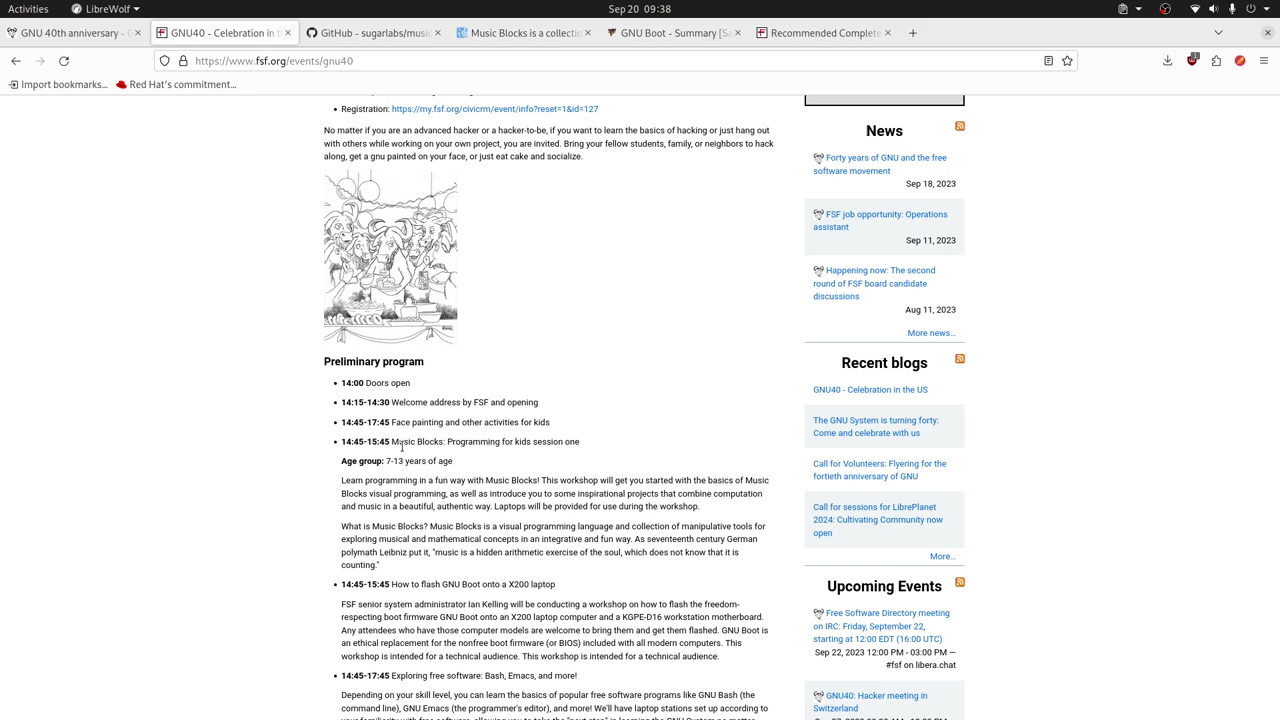 Activities
LibreWolf
Sep 20 09:38
GNU 40th anniversary -
GNU40 - Celebration in t
GitHub - sugarlabs/music
Music Blocks is a collectio
GNU Boot - Summary [Sa
Recommended Complete
https://www.fsf.org/events/gnu40
Import bookmarks...
Red Hat's commitment...
Registration: https://my.fsf.org/civicrm/event/info?reset=1&id=127
No matter if you are an advanced hacker or a hacker-to-be, if you want to learn the basics of hacking or just hang out
with others while working on your own project, you are invited. Bring your fellow students, family, or neighbors to hack
along, get a gnu painted on your face, or just eat cake and socialize.
Preliminary program
14:00 Doors open
14:15-14:30 Welcome address by FSF and opening
14:45-17:45 Face painting and other activities for kids
14:45-15:45 Music Blocks: Programming for kids session one
Age group: 7-13 years of age
Learn programming in a fun way with Music Blocks! This workshop will get you started with the basics of Music
Blocks visual programming, as well as introduce you to some inspirational projects that combine computation
and music in a beautiful, authentic way. Laptops will be provided for use during the workshop.
What is Music Blocks? Music Blocks is a visual programming language and collection of manipulative tools for
exploring musical and mathematical concepts in an integrative and fun way. As seventeenth century German
polymath Leibniz put it, "music is a hidden arithmetic exercise of the soul, which does not know that it is
counting."
14:45-15:45 How to flash GNU Boot onto a X200 laptop
FSF senior system administrator Ian Kelling will be conducting a workshop on how to flash the freedom-
respecting boot firmware GNU Boot onto an X200 laptop computer and a KGPE-D16 workstation motherboard.
Any attendees who have those computer models are welcome to bring them and get them flashed. GNU Boot is
an ethical replacement for the nonfree boot firmware (or BIOS) included with all modern computers. This
workshop is intended for a technical audience. This workshop is intended for a technical audience.
14:45-17:45 Exploring free software: Bash, Emacs, and more!
Depending on your skill level, you can learn the basics of popular free software programs like GNU Bash (the
command line), GNU Emacs (the programmer's editor), and more! We'll have laptop stations set up according to
News
Forty years of GNU and the free
software movement
Sep 18, 2023
FSF job opportunity: Operations
assistant
Sep 11, 2023
Happening now: The second
round of FSF board candidate
discussions
Aug 11, 2023
More news…
Recent blogs
GNU40 - Celebration in the US
The GNU System is turning forty:
Come and celebrate with us
Call for Volunteers: Flyering for the
fortieth anniversary of GNU
Call for sessions for LibrePlanet
2024: Cultivating Community now
open
More…
Upcoming Events
Free Software Directory meeting
on IRC: Friday, September 22,
starting at 12:00 EDT (16:00 UTC)
Sep 22, 2023 12:00 PM - 03:00 PM —
#fsf on libera.chat
GNU40: Hacker meeting in
Switzerland